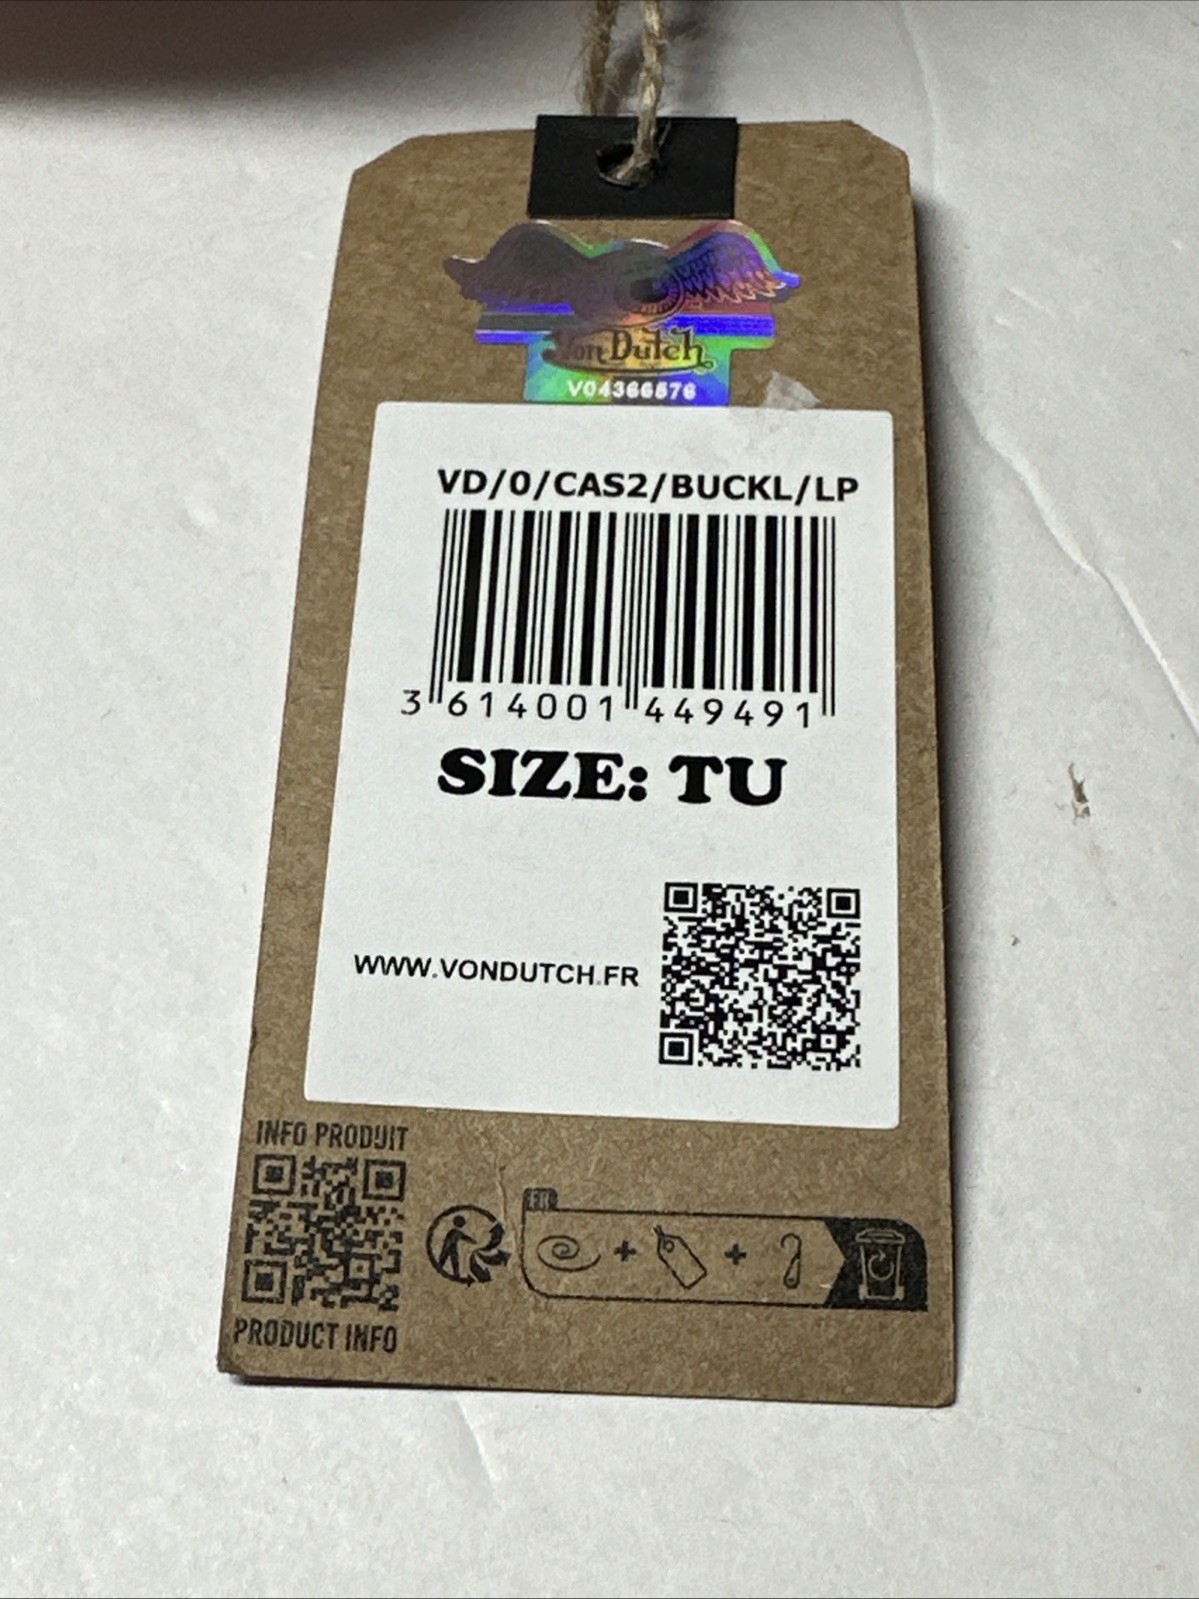 Von Dutch
V04366576
VD/0/CAS2/BUCKL/LP
3 614001 449491
SIZE: TU
WWW.VONDUTCH.FR
INFO PRODUIT
FR
PRODUCT INFO